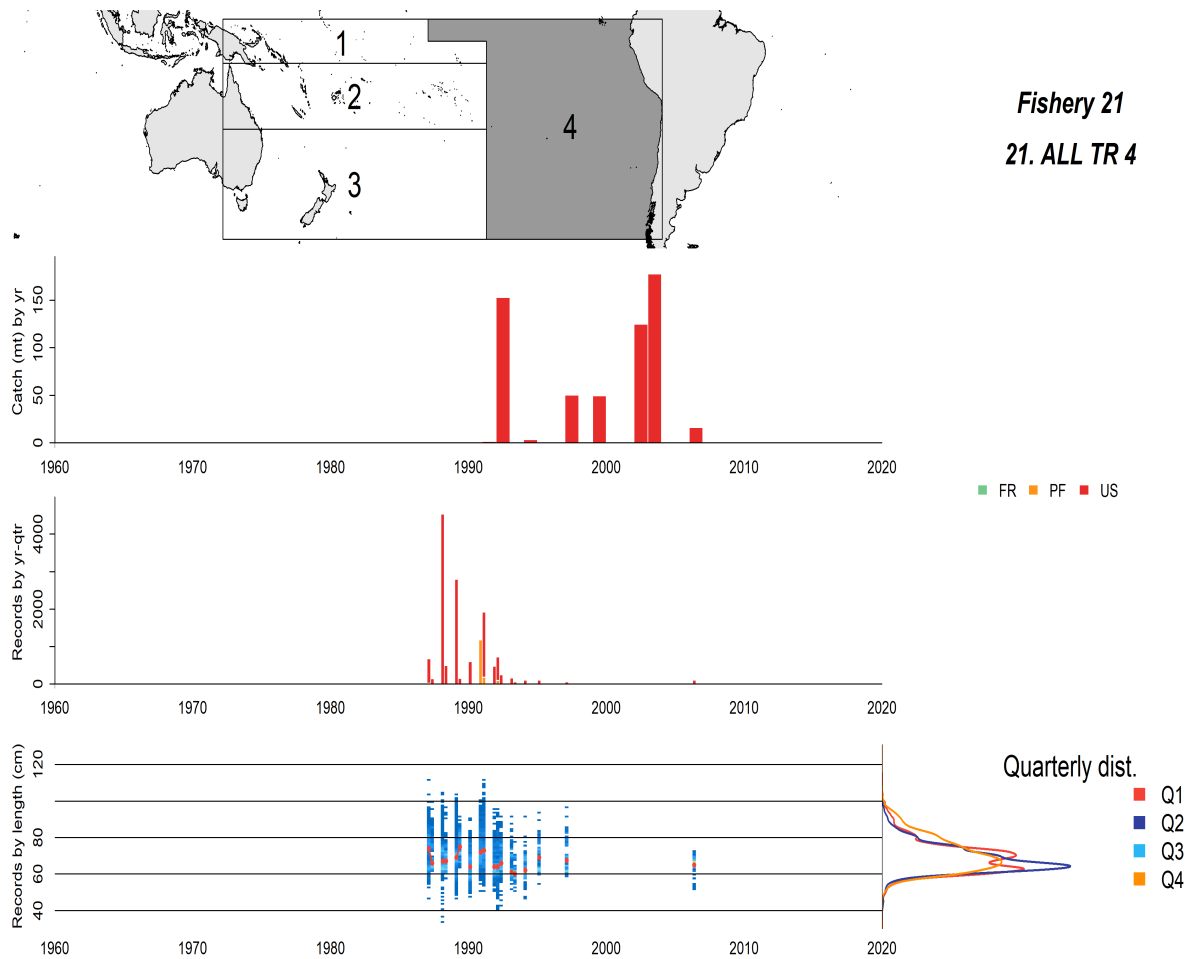 1
2
3
4
Fishery 21
21. ALL TR 4
Catch (mt) by yr
150
100
50
0
1960 1970 1980 1990 2000 2010 2020
FR PF US
Records by yr-qtr
4000
2000
0
1960 1970 1980 1990 2000 2010 2020
Records by length (cm)
120
80
60
40
1960 1970 1980 1990 2000 2010 2020
Quarterly dist.
Q1
Q2
Q3
Q4